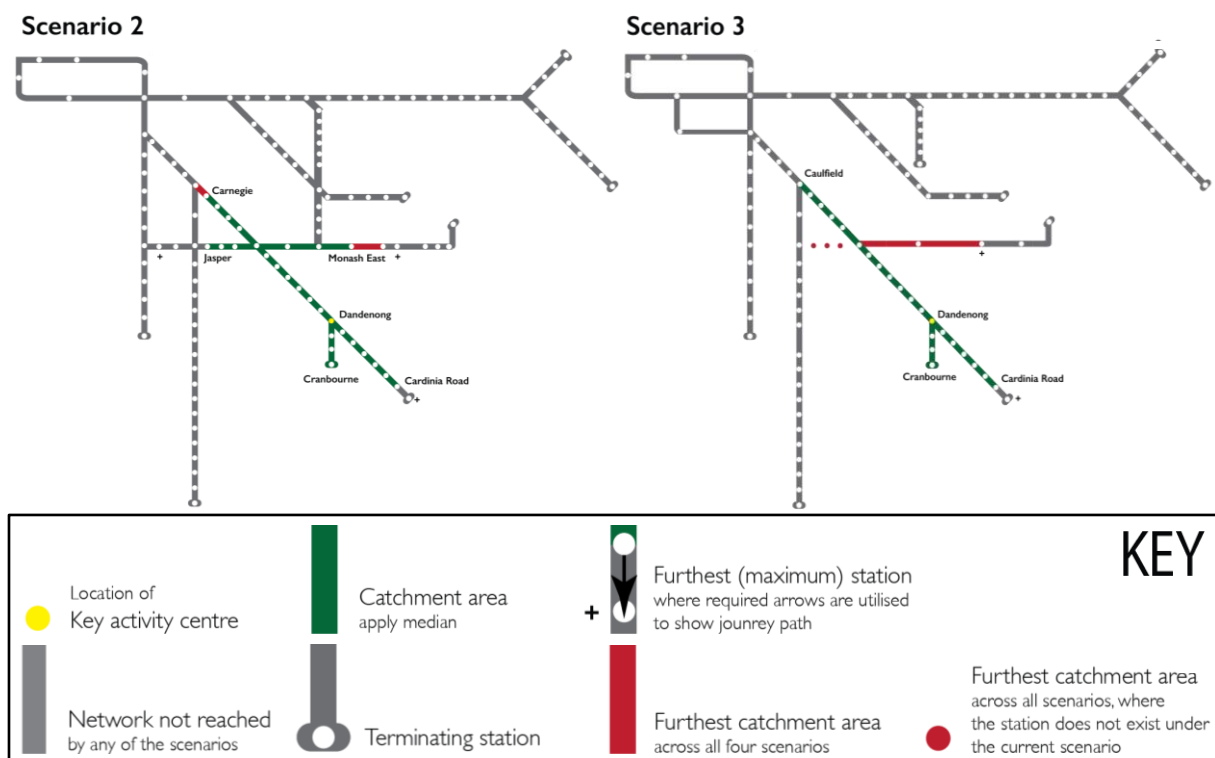 Scenario 2
Scenario 3
Carnegie
Jasper
Monash East
+
+
Dandenong
Cranbourne
Cardinia Road
+
Caulfield
+
Dandenong
Cranbourne
Cardinia Road
+
KEY
Location of
Key activity centre
Catchment area
apply median
+
Furthest (maximum) station
where required arrows are utilised
to show jounrey path
Network not reached
by any of the scenarios
Terminating station
Furthest catchment area
across all four scenarios
Furthest catchment area
across all scenarios, where
the station does not exist under
the current scenario